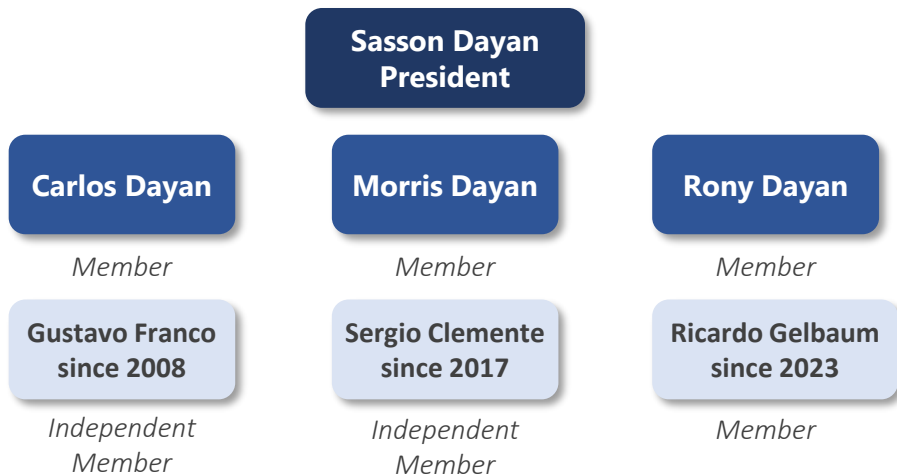 Sasson Dayan
President
Carlos Dayan
Morris Dayan
Rony Dayan
Member
Member
Member
Gustavo Franco
since 2008
Sergio Clemente
since 2017
Ricardo Gelbaum
since 2023
Independent
Member
Independent
Member
Member